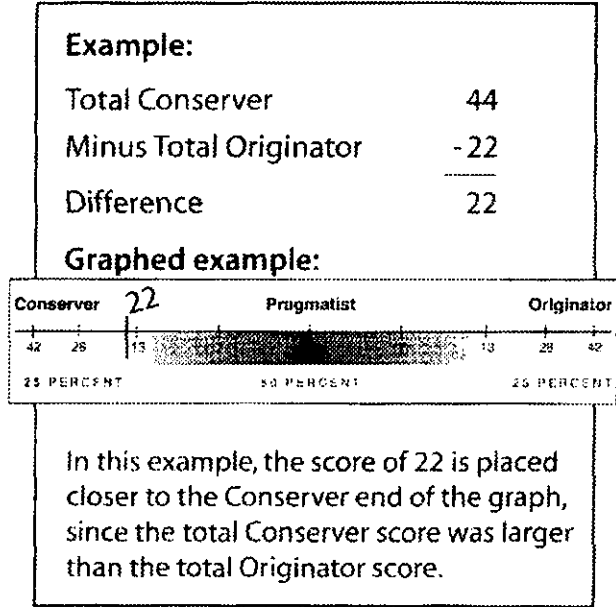 Example:
Total Conserver 44
Minus Total Originator -22
Difference 22
Graphed example:
Conserver 22 Pragmatist Originator
42 28 13 13 28 42
25 PERCENT 50 PERCENT 25 PERCENT
In this example, the score of 22 is placed
closer to the Conserver end of the graph,
since the total Conserver score was larger
than the total Originator score.